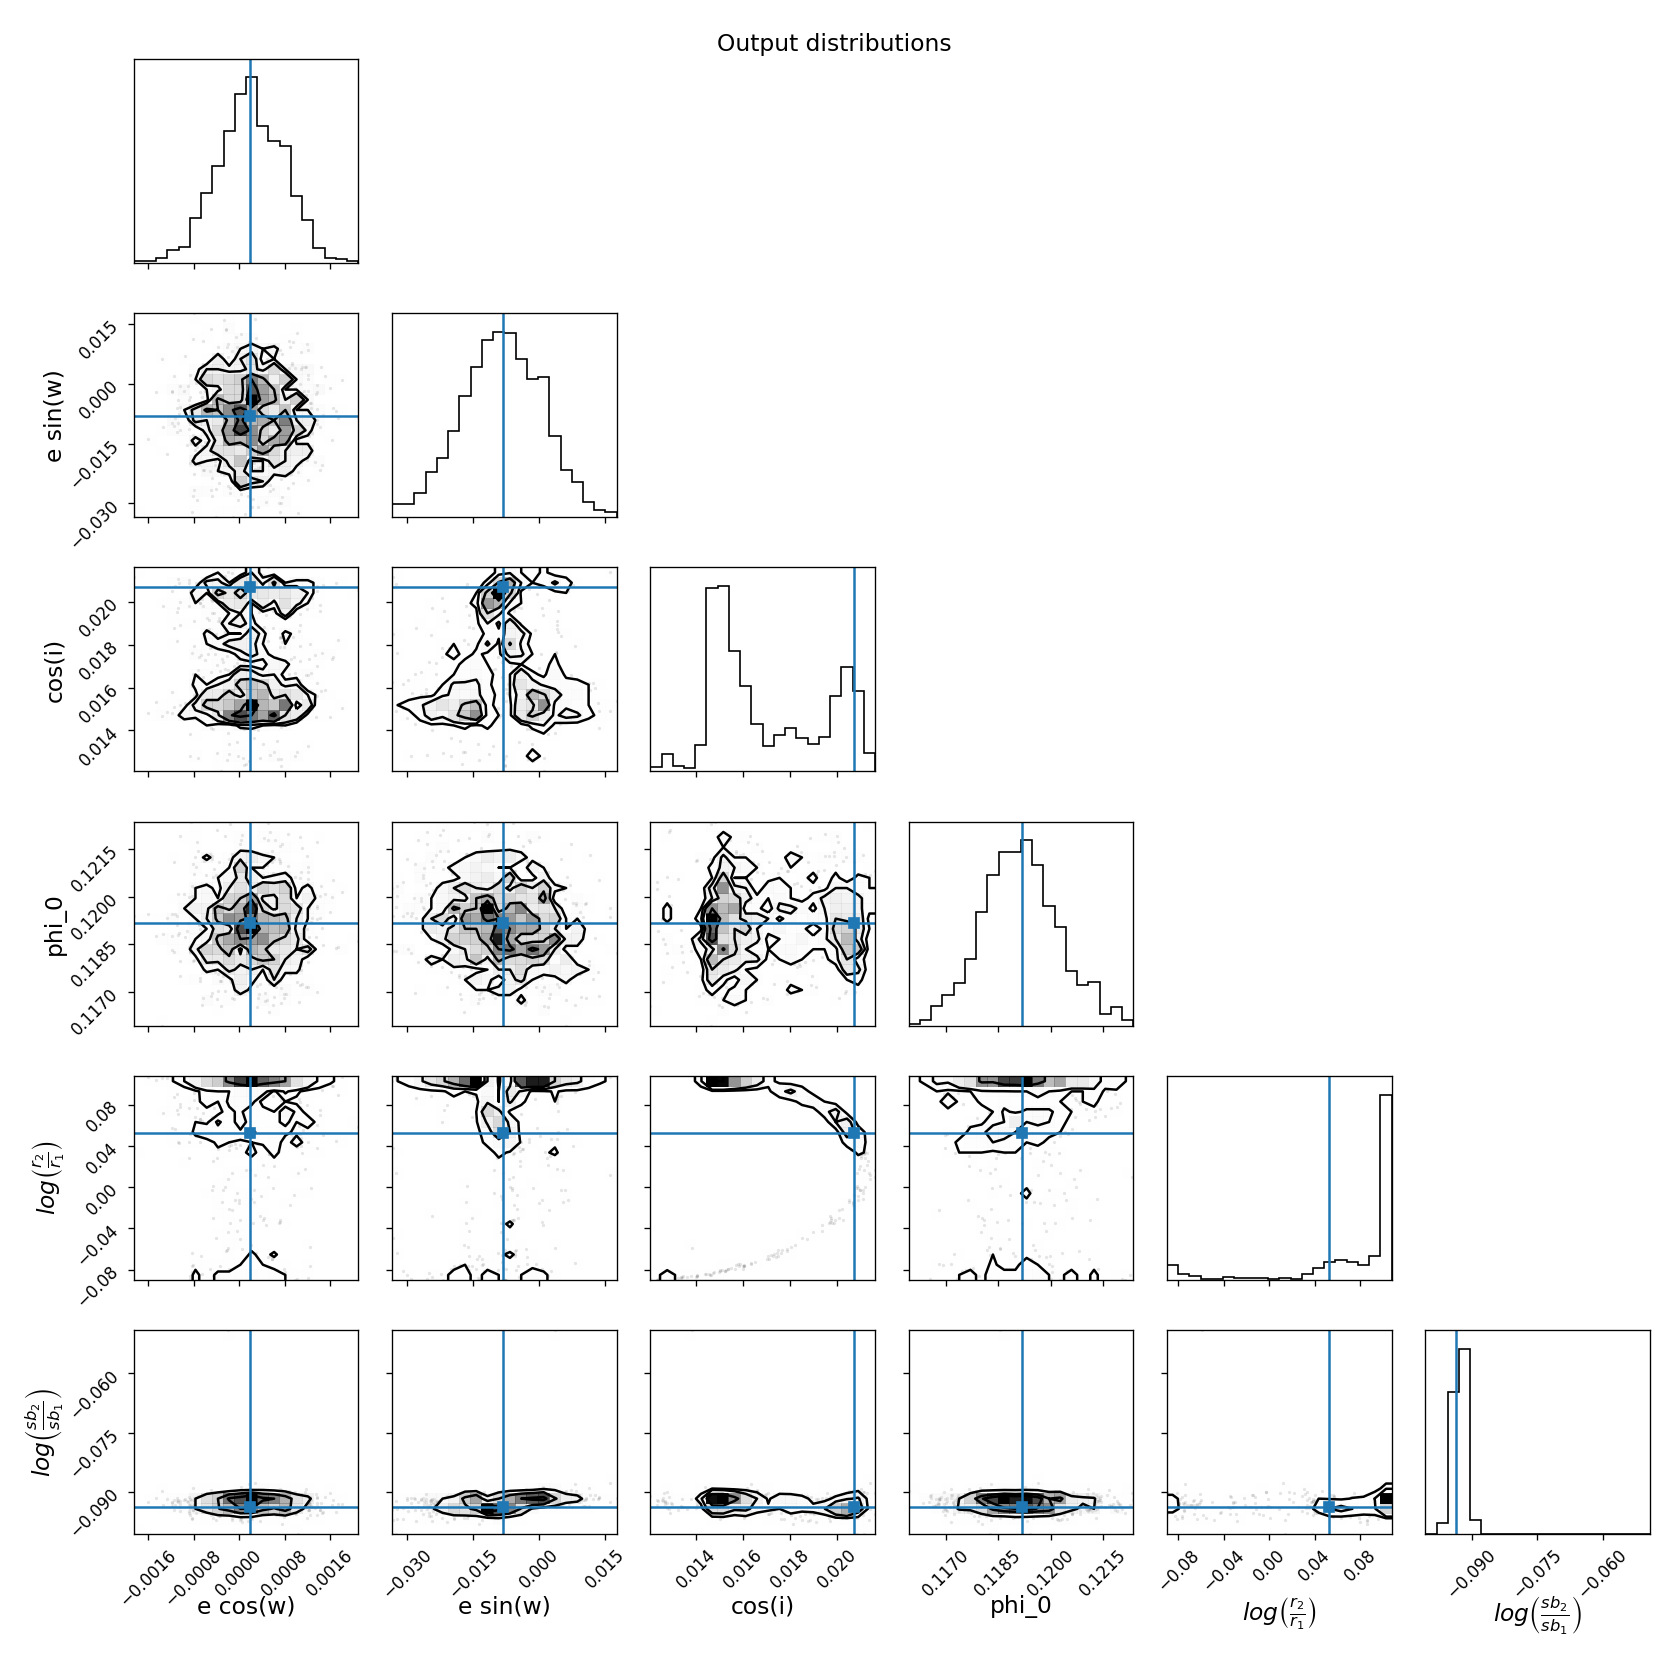 Output distributions
0.015
0.000
−0.015
−0.030
e sin(w)
0.020
0.018
0.016
0.014
cos(i)
0.1215
0.1200
0.1185
0.1170
phi_0
0.08
0.04
0.00
−0.04
−0.08
log(r₂/r₁)
−0.060
−0.075
−0.090
log(sb₂/sb₁)
−0.0016 −0.0008 0.0000 0.0008 0.0016
−0.030 −0.015 0.000 0.015
0.014 0.016 0.018 0.020
0.1170 0.1185 0.1200 0.1215
−0.08 −0.04 0.00 0.04 0.08
−0.090 −0.075 −0.060
e cos(w)
e sin(w)
cos(i)
phi_0
log(r₂/r₁)
log(sb₂/sb₁)